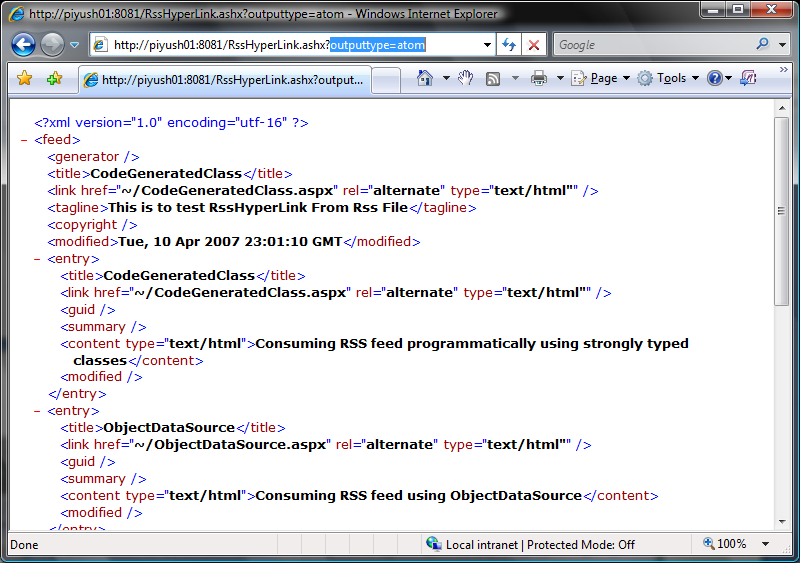 http://piyush01:8081/RssHyperLink.ashx?outputtype=atom - Windows Internet Explorer
http://piyush01:8081/RssHyperLink.ashx?outputtype=atom
Google
http://piyush01:8081/RssHyperLink.ashx?output...
Page
Tools
<?xml version="1.0" encoding="utf-16" ?>
- <feed>
<generator />
<title>CodeGeneratedClass</title>
<link href="~/CodeGeneratedClass.aspx" rel="alternate" type="text/html"" />
<tagline>This is to test RssHyperLink From Rss File</tagline>
<copyright />
<modified>Tue, 10 Apr 2007 23:01:10 GMT</modified>
- <entry>
<title>CodeGeneratedClass</title>
<link href="~/CodeGeneratedClass.aspx" rel="alternate" type="text/html"" />
<guid />
<summary />
<content type="text/html">Consuming RSS feed programmatically using strongly typed
classes</content>
<modified />
</entry>
- <entry>
<title>ObjectDataSource</title>
<link href="~/ObjectDataSource.aspx" rel="alternate" type="text/html"" />
<guid />
<summary />
<content type="text/html">Consuming RSS feed using ObjectDataSource</content>
<modified />
</entry>
Done
Local intranet | Protected Mode: Off
100%